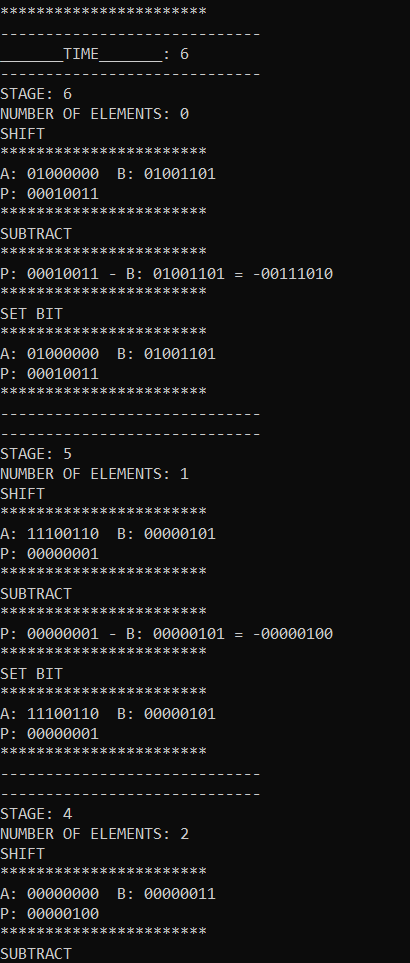 ***********************
-----------------------------
_______TIME_______: 6
-----------------------------
STAGE: 6
NUMBER OF ELEMENTS: 0
SHIFT
***********************
A: 01000000  B: 01001101
P: 00010011
***********************
SUBTRACT
***********************
P: 00010011 - B: 01001101 = -00111010
***********************
SET BIT
***********************
A: 01000000  B: 01001101
P: 00010011
***********************
-----------------------------
-----------------------------
STAGE: 5
NUMBER OF ELEMENTS: 1
SHIFT
***********************
A: 11100110  B: 00000101
P: 00000001
***********************
SUBTRACT
***********************
P: 00000001 - B: 00000101 = -00000100
***********************
SET BIT
***********************
A: 11100110  B: 00000101
P: 00000001
***********************
-----------------------------
-----------------------------
STAGE: 4
NUMBER OF ELEMENTS: 2
SHIFT
***********************
A: 00000000  B: 00000011
P: 00000100
***********************
SUBTRACT